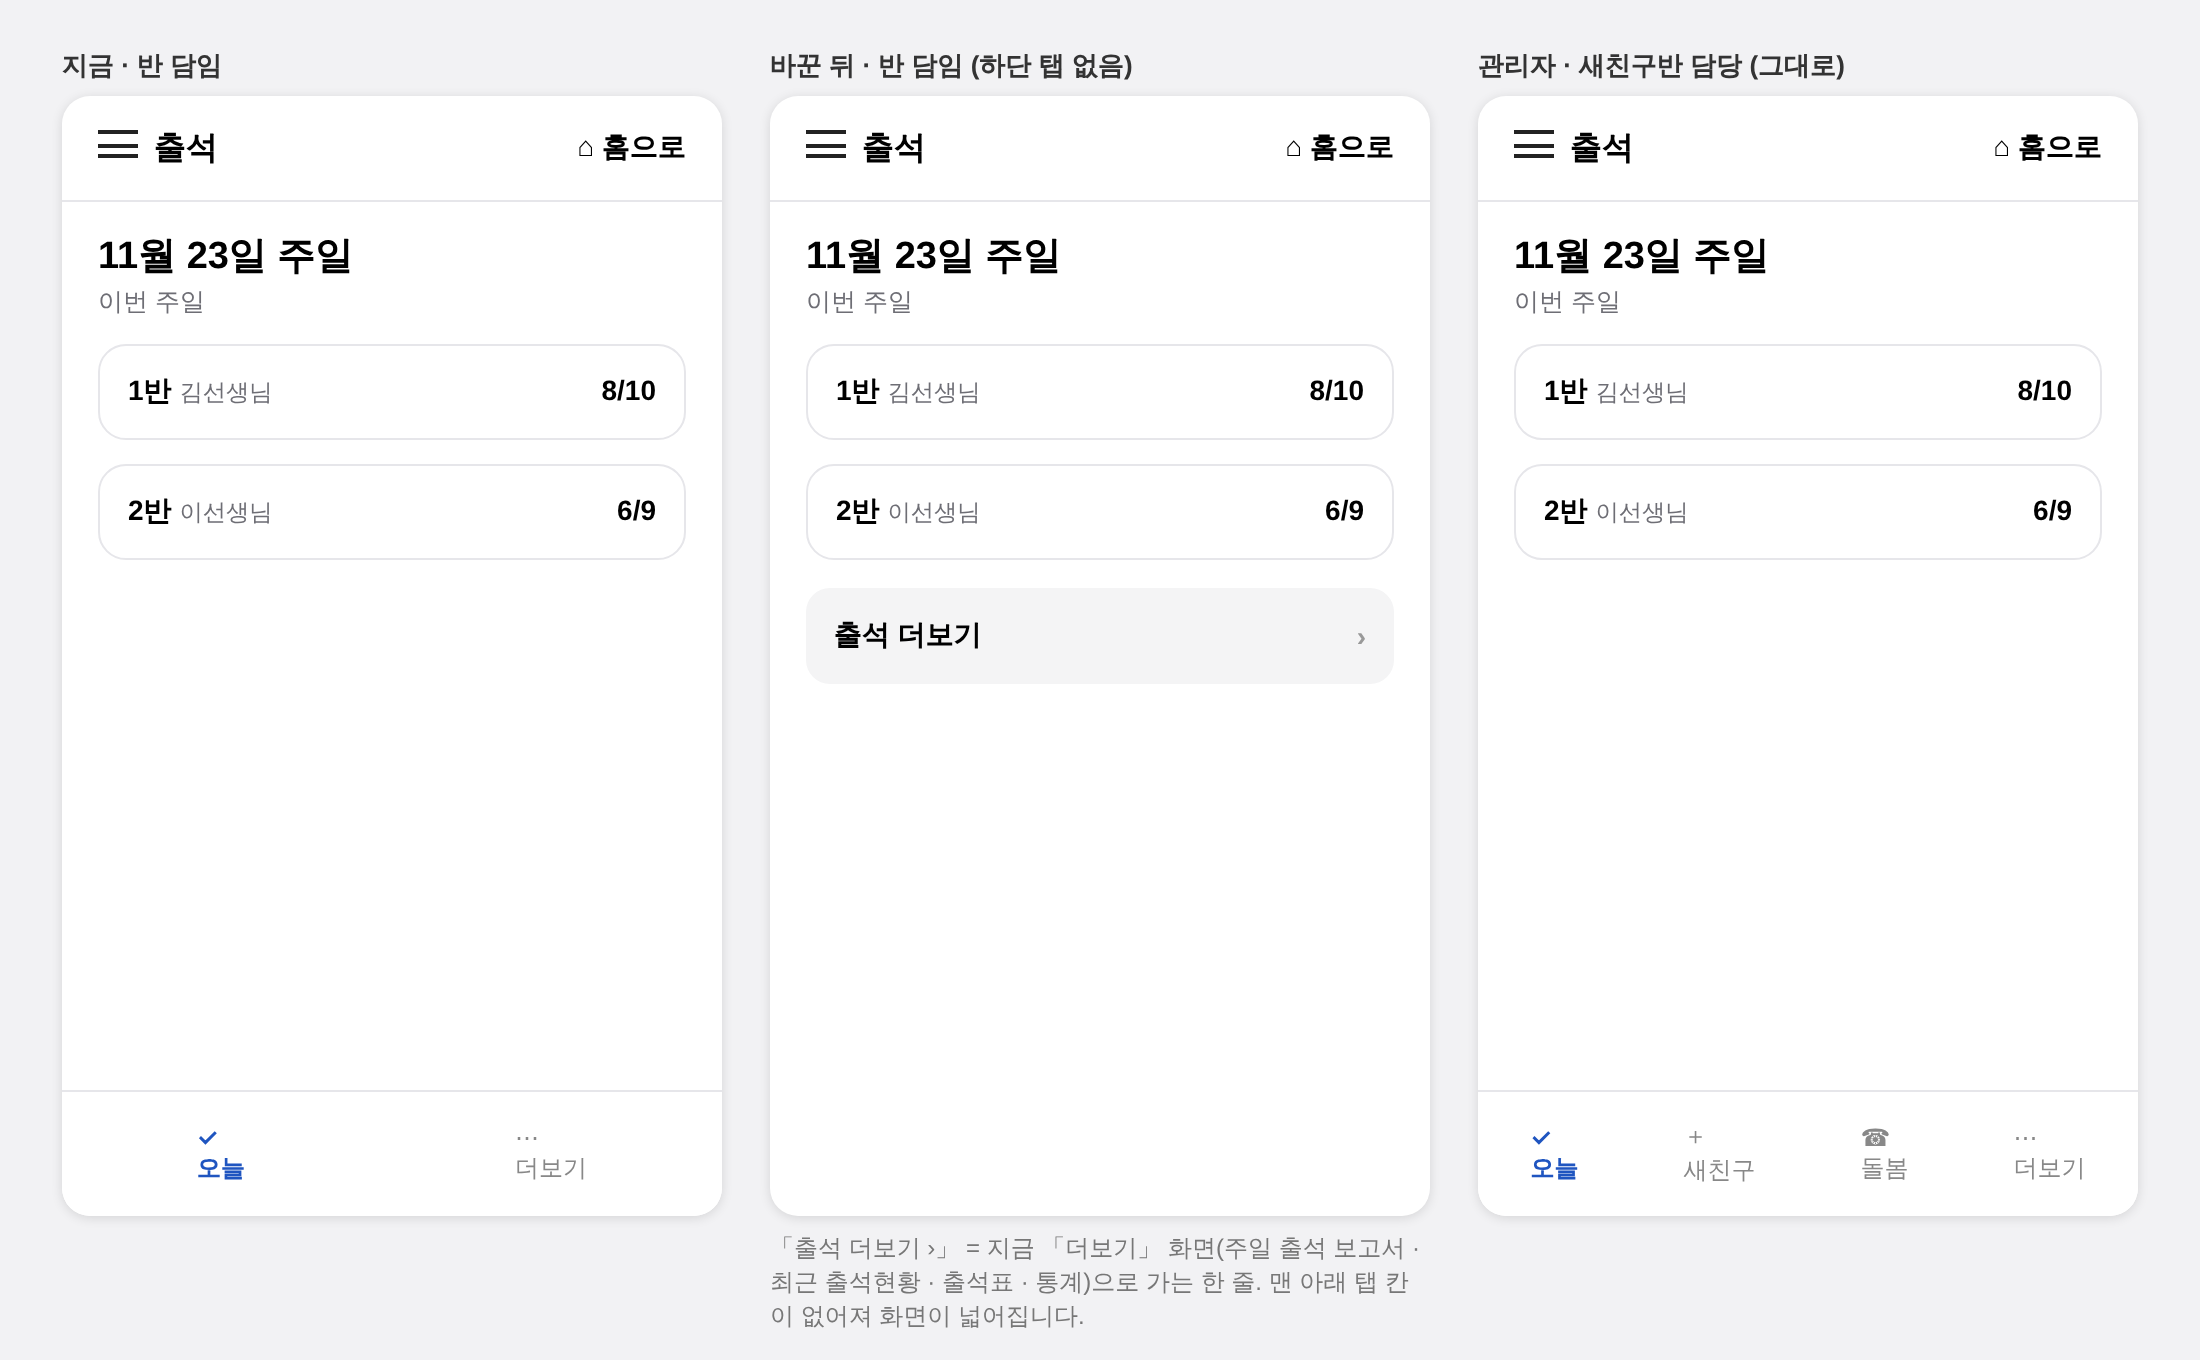 지금 · 반 담임
출석
⌂ 홈으로
11월 23일 주일
이번 주일
1반 김선생님 8/10
2반 이선생님 6/9
✓ ⋯
오늘 더보기
바꾼 뒤 · 반 담임 (하단 탭 없음)
출석
⌂ 홈으로
11월 23일 주일
이번 주일
1반 김선생님 8/10
2반 이선생님 6/9
출석 더보기 ›
「출석 더보기 ›」 = 지금 「더보기」 화면(주일 출석 보고서 ·
최근 출석현황 · 출석표 · 통계)으로 가는 한 줄. 맨 아래 탭 칸
이 없어져 화면이 넓어집니다.
관리자 · 새친구반 담당 (그대로)
출석
⌂ 홈으로
11월 23일 주일
이번 주일
1반 김선생님 8/10
2반 이선생님 6/9
✓ + ☎ ⋯
오늘 새친구 돌봄 더보기